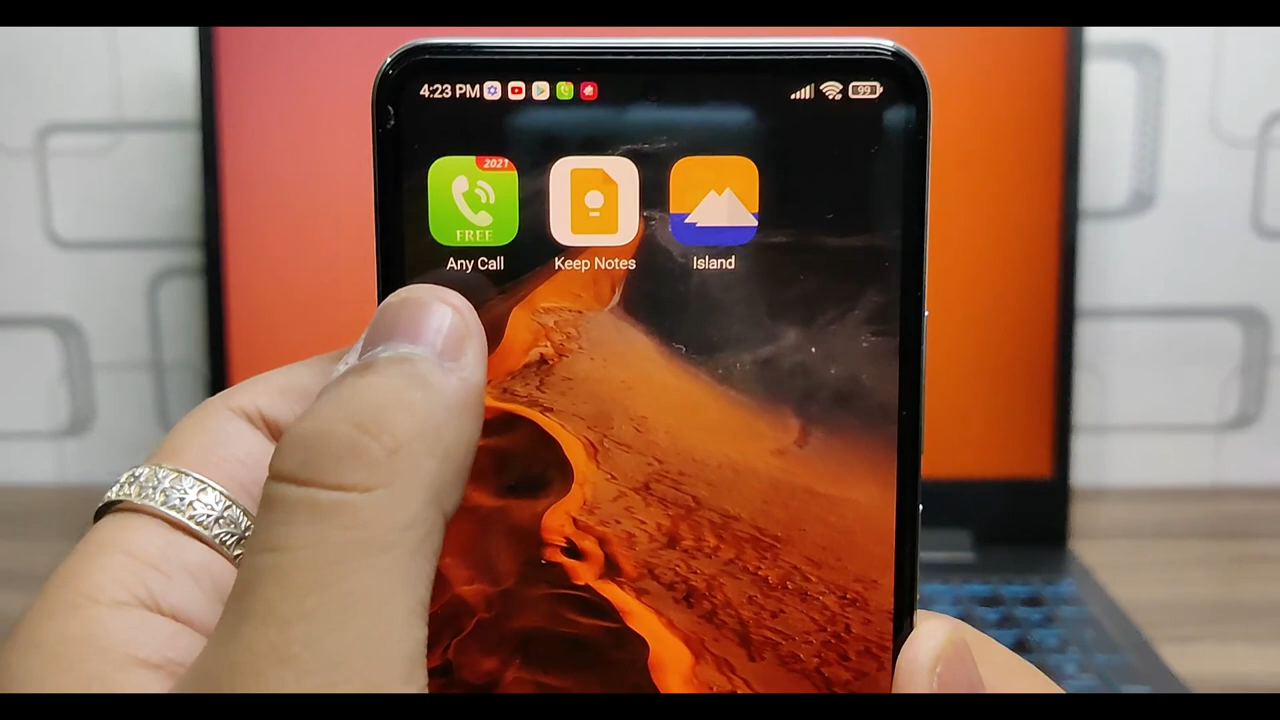 4:23 PM
99
2021
FREE
Any Call
Keep Notes
Island